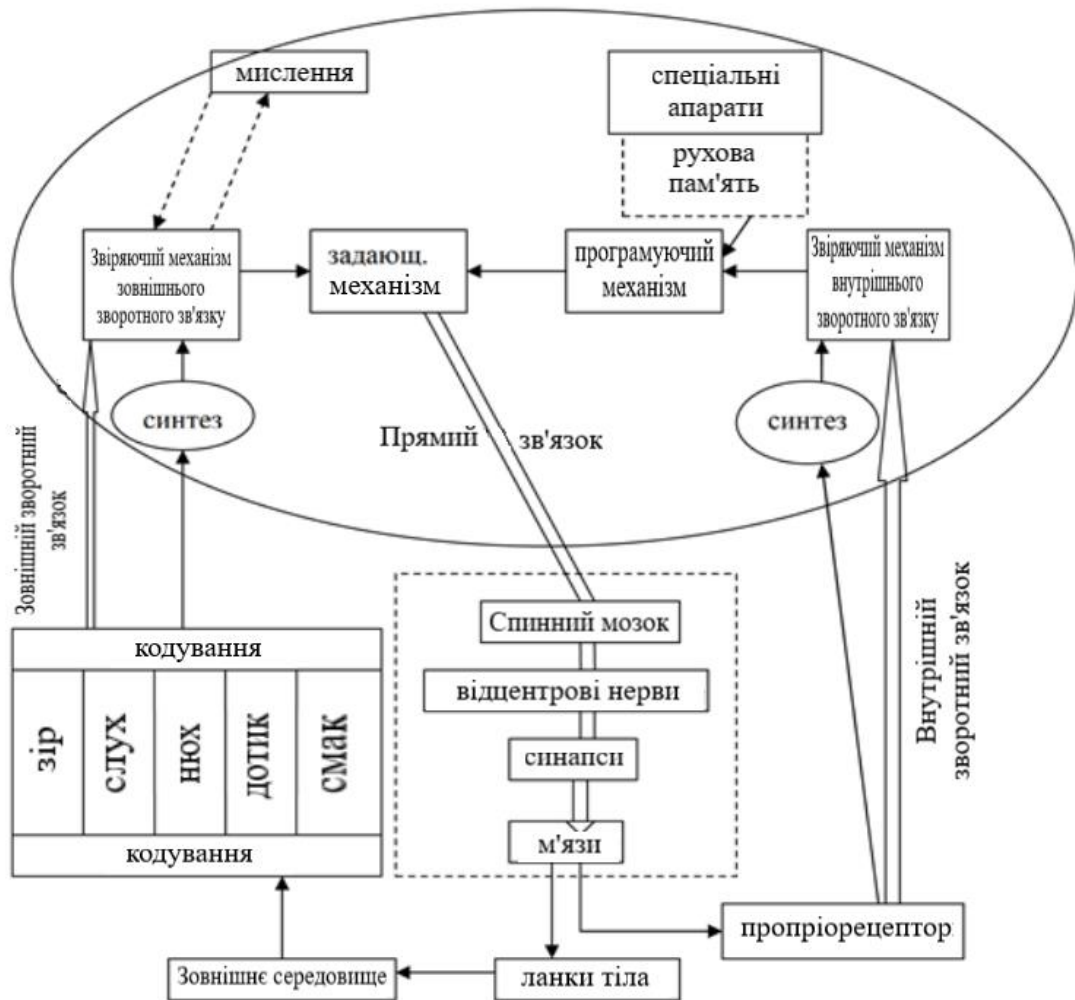 мислення
спеціальні
апарати
рухова
пам'ять
Звіряючий механізм
зовнішнього
зворотного зв'язку
задающ.
механізм
програмуючий
механізм
Звіряючий механізм
внутрішнього
зворотного зв'язку
синтез
синтез
Прямий зв'язок
Зовнішній зворотний
зв'язок
Внутрішній
зворотний зв'язок
кодування
зір
слух
нюх
дотик
смак
кодування
Спинний мозок
відцентрові нерви
синапси
м'язи
пропріорецептор
Зовнішнє середовище
ланки тіла